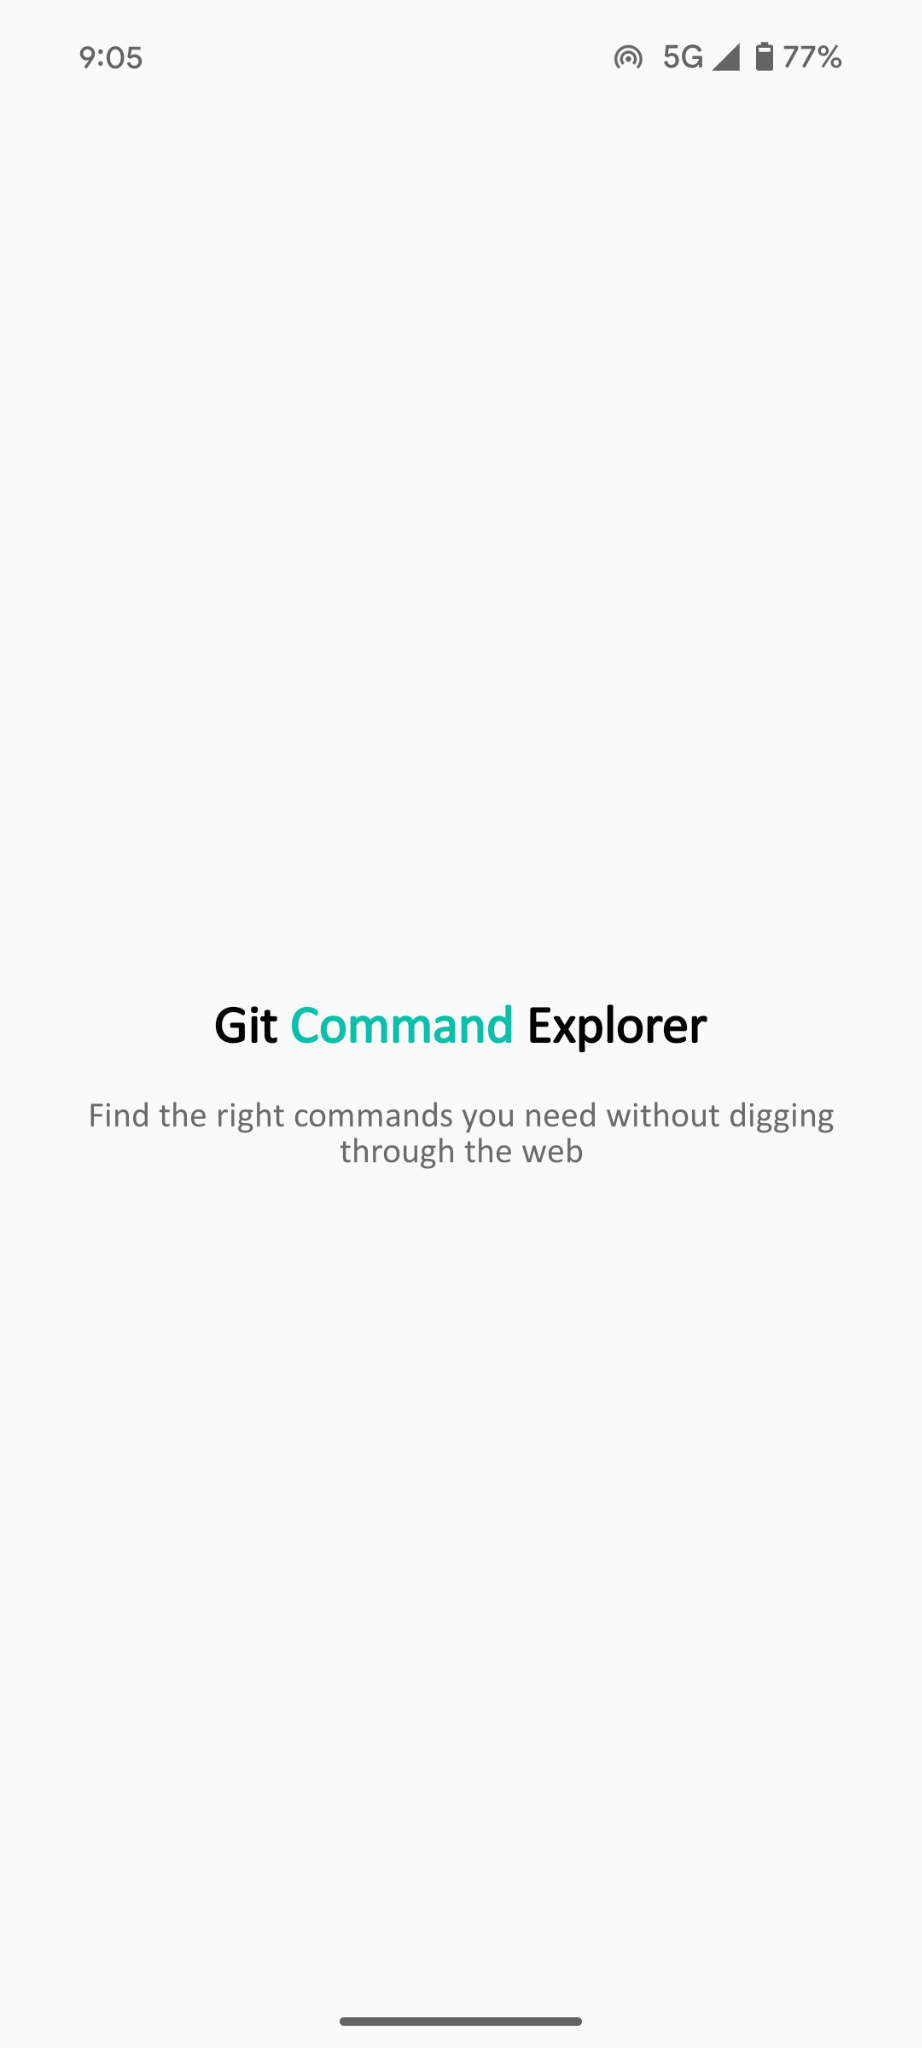 9:05 5G 77%
Git Command Explorer
Find the right commands you need without digging
through the web